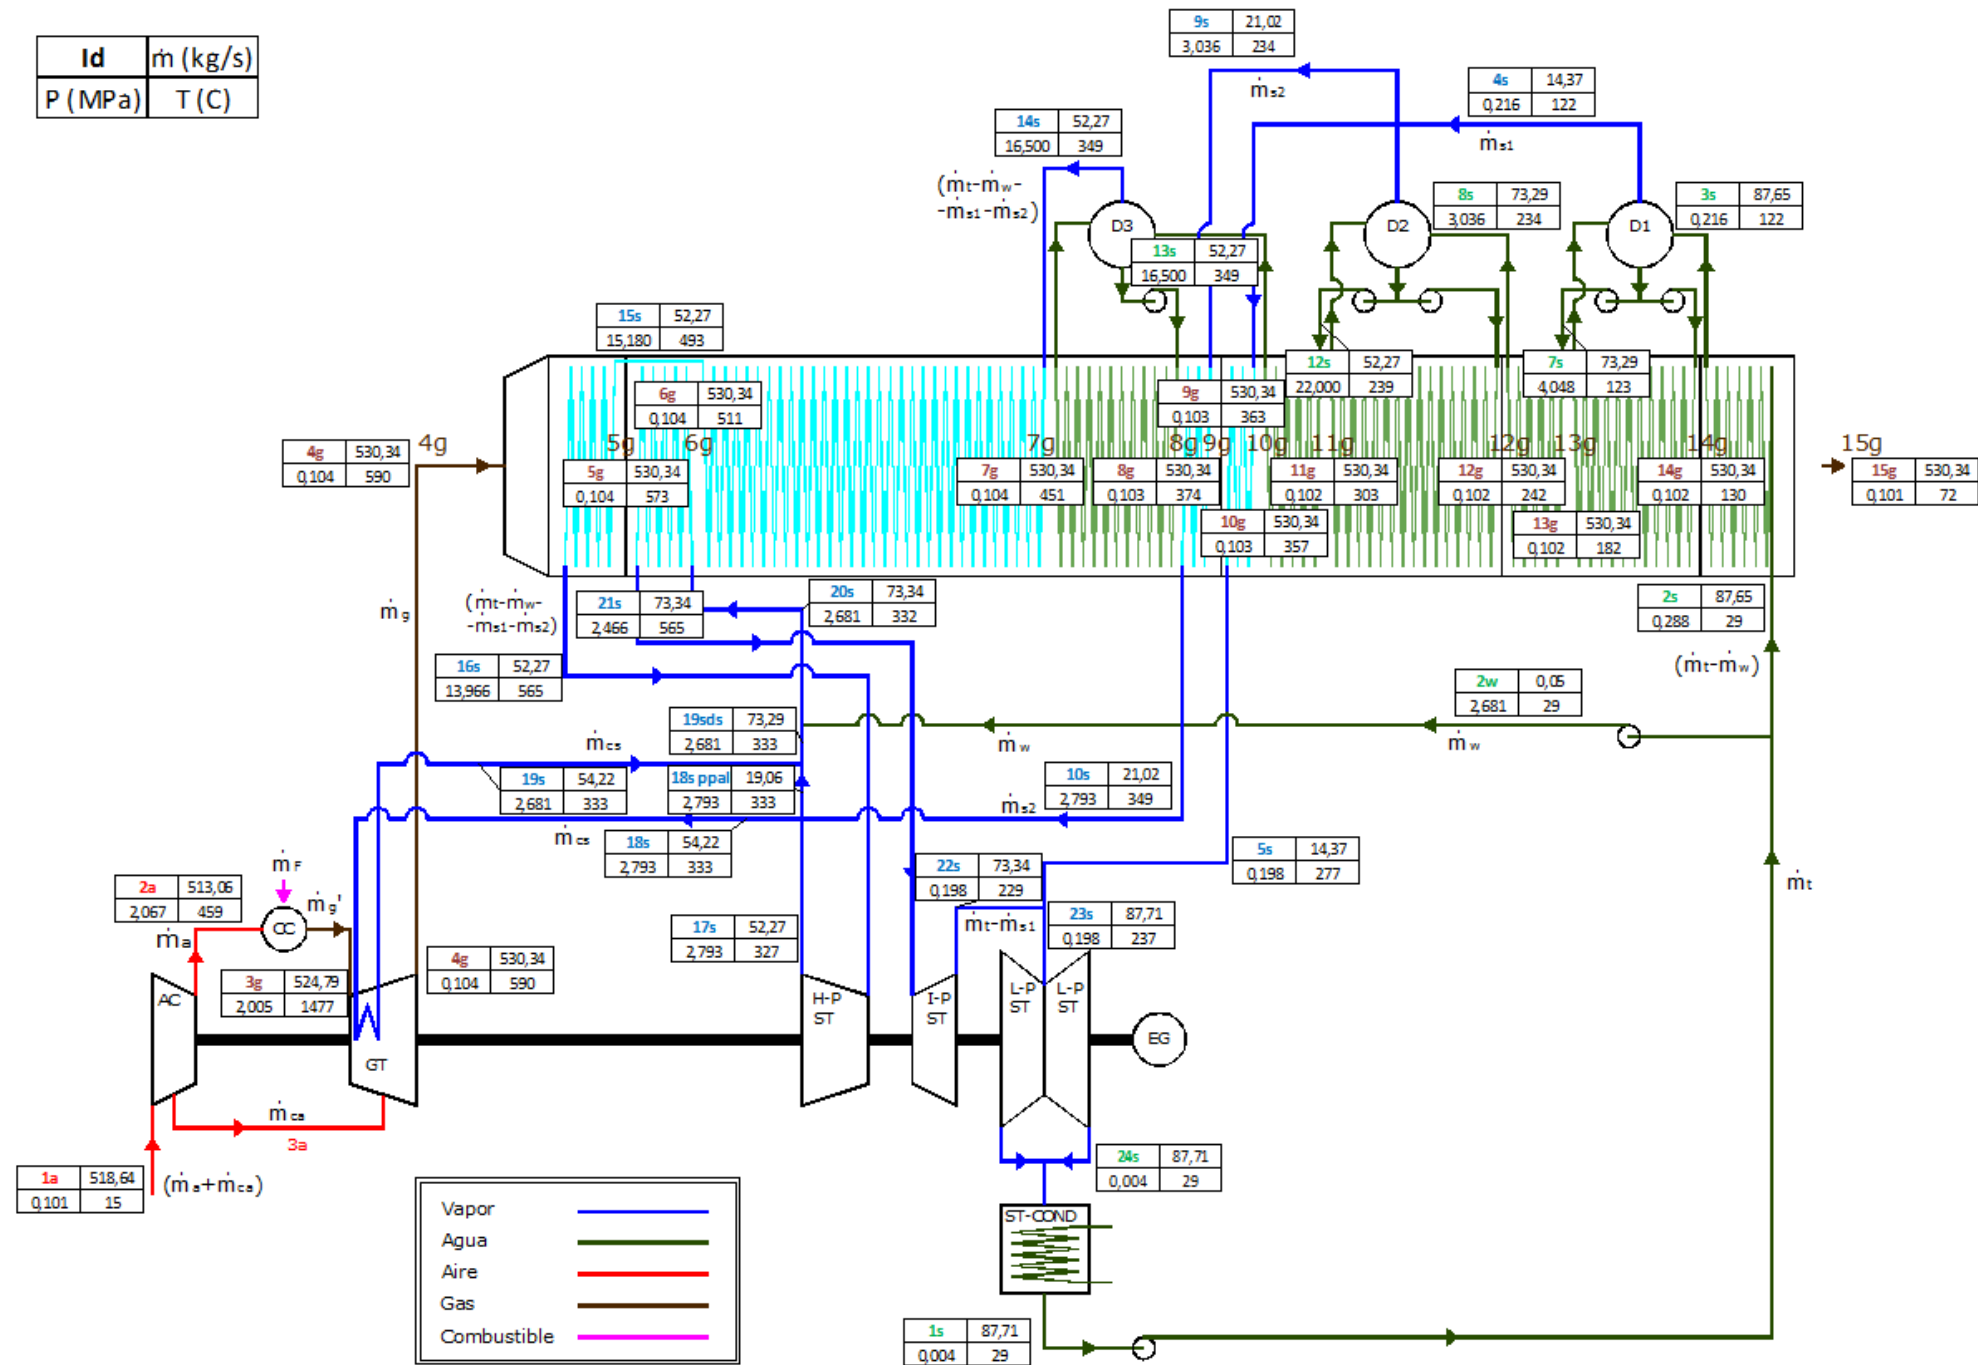 Id ṁ (kg/s)
P (MPa) T (C)
9s 21,02
3,036 234
ṁs2
4s 14,37
0,216 122
ṁs1
14s 52,27
16,500 349
(ṁt-ṁw-
-ṁs1-ṁs2)
8s 73,29
3,036 234
3s 87,65
0,216 122
D3
D2
D1
13s 52,27
16,500 349
15s 52,27
15,180 493
12s 52,27
22,000 239
7s 73,29
4,048 123
6g 530,34
0,104 511
9g 530,34
0,103 363
4g 530,34
0,104 590
4g
5g
6g
7g
8g
9g
10g
11g
12g
13g
14g
15g
5g 530,34
0,104 573
7g 530,34
0,104 451
8g 530,34
0,103 374
11g 530,34
0,102 303
12g 530,34
0,102 242
14g 530,34
0,102 130
15g 530,34
0,101 72
10g 530,34
0,103 357
13g 530,34
0,102 182
ṁg
(ṁt-ṁw-
-ṁs1-ṁs2)
21s 73,34
2,466 565
20s 73,34
2,681 332
2s 87,65
0,288 29
(ṁt-ṁw)
16s 52,27
13,966 565
2w 0,05
2,681 29
19sds 73,29
2,681 333
ṁcs
ṁw
ṁw
19s 54,22
2,681 333
18s ppal 19,06
2,793 333
10s 21,02
2,793 349
ṁs2
ṁcs
18s 54,22
2,793 333
5s 14,37
0,198 277
ṁF
22s 73,34
0,198 229
ṁt
2a 513,06
2,067 459
ṁg'
CC
ṁa
17s 52,27
2,793 327
ṁt-ṁs1
23s 87,71
0,198 237
3g 524,79
2,005 1477
4g 530,34
0,104 590
AC
GT
H-P
ST
I-P
ST
L-P
ST
L-P
ST
EG
ṁca
3a
1a 518,64
0,101 15
(ṁa+ṁca)
24s 87,71
0,004 29
ST-COND
Vapor
Agua
Aire
Gas
Combustible
1s 87,71
0,004 29